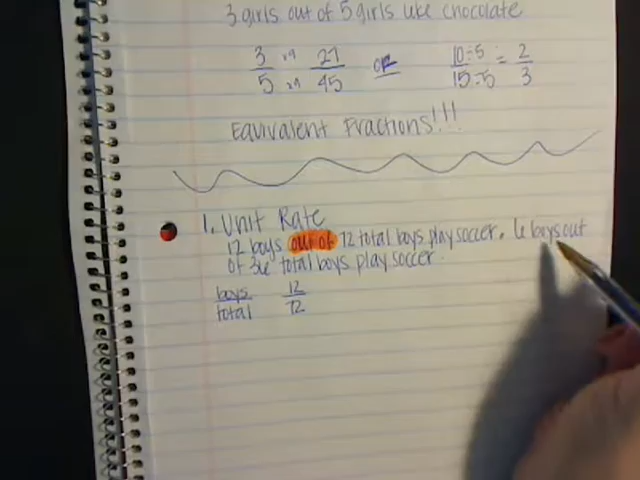 3 girls out of 5 girls like chocolate
3/5 ×9 ×9 27/45 or 10÷5/15÷5 = 2/3
Equivalent Fractions!!!
1. Unit Rate
12 boys out of 72 total boys play soccer. 6 boys out
of 36 total boys play soccer.
boys/total 12/72